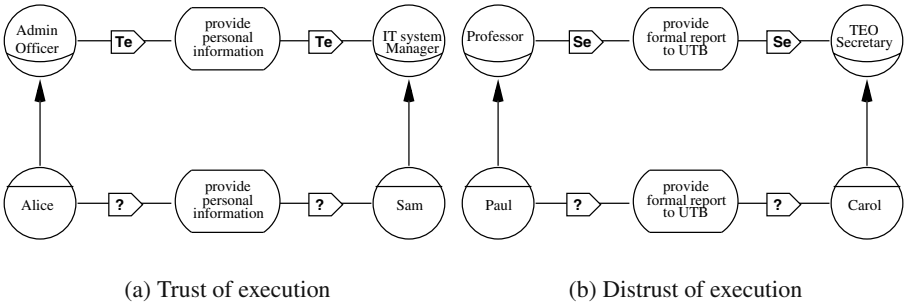 Admin
Officer
Te
provide
personal
information
Te
IT system
Manager
Alice
?
provide
personal
information
?
Sam
(a) Trust of execution
Professor
Se
provide
formal report
to UTB
Se
TEO
Secretary
Paul
?
provide
formal report
to UTB
?
Carol
(b) Distrust of execution